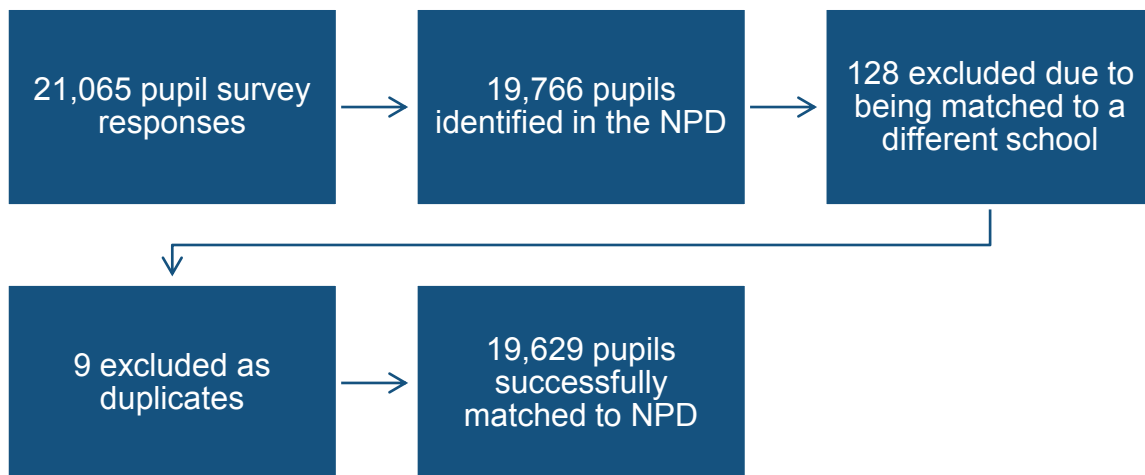 21,065 pupil survey
responses
19,766 pupils
identified in the NPD
128 excluded due to
being matched to a
different school
9 excluded as
duplicates
19,629 pupils
successfully
matched to NPD